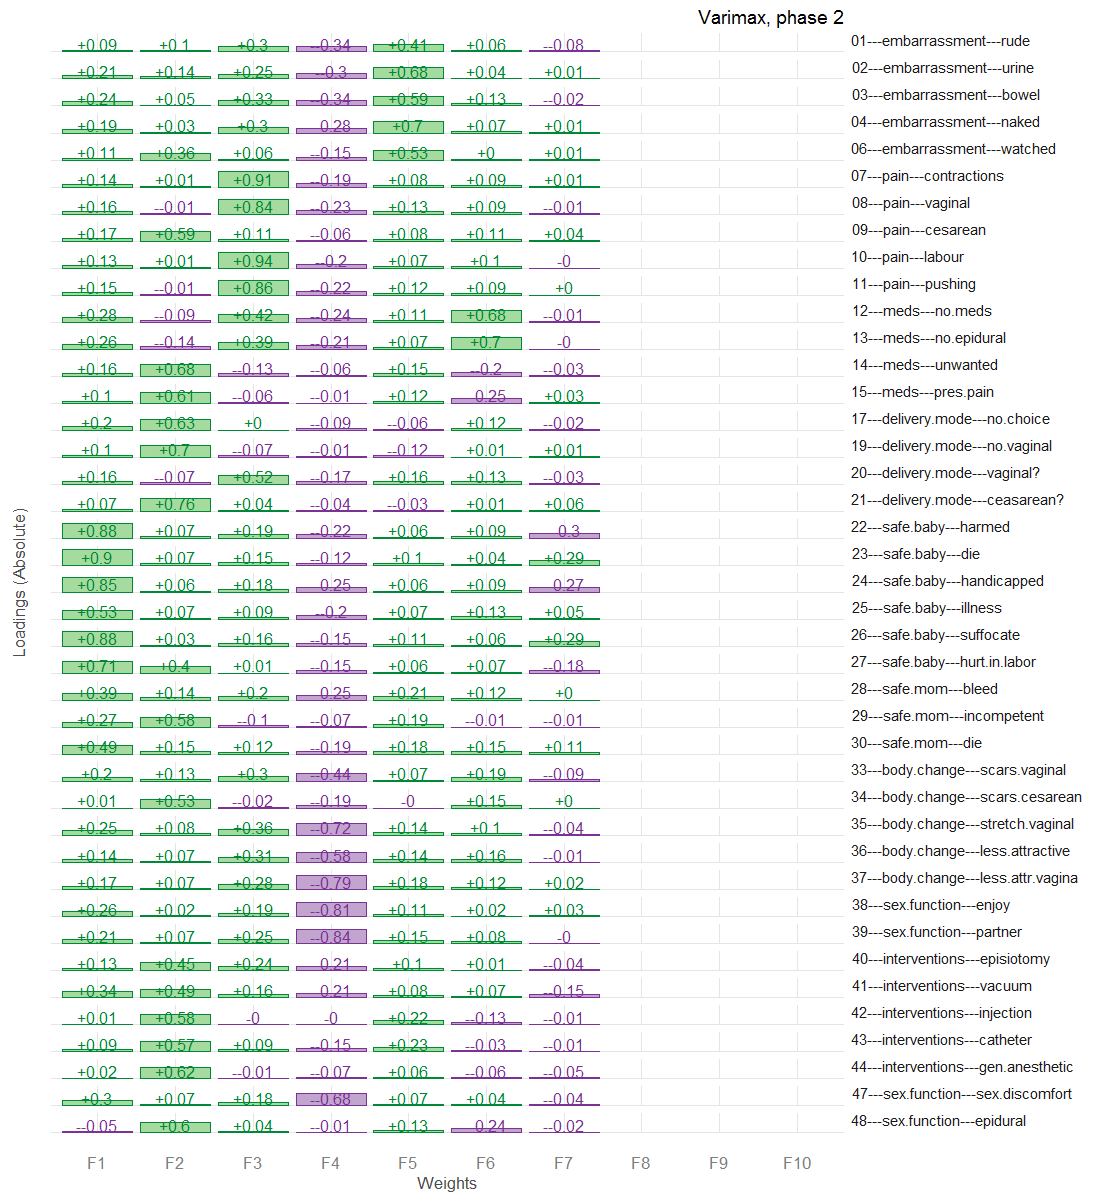 Varimax, phase 2
+0.09 +0.1 +0.3 --0.34 +0.41 +0.06 --0.08 01---embarrassment---rude
+0.21 +0.14 +0.25 --0.3 +0.68 +0.04 +0.01 02---embarrassment---urine
+0.24 +0.05 +0.33 --0.34 +0.59 +0.13 --0.02 03---embarrassment---bowel
+0.19 +0.03 +0.3 --0.28 +0.7 +0.07 +0.01 04---embarrassment---naked
+0.11 +0.36 +0.06 --0.15 +0.53 +0 +0.01 06---embarrassment---watched
+0.14 +0.01 +0.91 --0.19 +0.08 +0.09 +0.01 07---pain---contractions
+0.16 --0.01 +0.84 --0.23 +0.13 +0.09 --0.01 08---pain---vaginal
+0.17 +0.59 +0.11 --0.06 +0.08 +0.11 +0.04 09---pain---cesarean
+0.13 +0.01 +0.94 --0.2 +0.07 +0.1 -0 10---pain---labour
+0.15 --0.01 +0.86 --0.22 +0.12 +0.09 +0 11---pain---pushing
+0.28 --0.09 +0.42 --0.24 +0.11 +0.68 --0.01 12---meds---no.meds
+0.26 --0.14 +0.39 --0.21 +0.07 +0.7 -0 13---meds---no.epidural
+0.16 +0.68 --0.13 --0.06 +0.15 --0.2 --0.03 14---meds---unwanted
+0.1 +0.61 --0.06 --0.01 +0.12 --0.25 +0.03 15---meds---pres.pain
+0.2 +0.63 +0 --0.09 --0.06 +0.12 --0.02 17---delivery.mode---no.choice
+0.1 +0.7 --0.07 --0.01 --0.12 +0.01 +0.01 19---delivery.mode---no.vaginal
+0.16 --0.07 +0.52 --0.17 +0.16 +0.13 --0.03 20---delivery.mode---vaginal?
+0.07 +0.76 +0.04 --0.04 --0.03 +0.01 +0.06 21---delivery.mode---ceasarean?
+0.88 +0.07 +0.19 --0.22 +0.06 +0.09 --0.3 22---safe.baby---harmed
+0.9 +0.07 +0.15 --0.12 +0.1 +0.04 +0.29 23---safe.baby---die
+0.85 +0.06 +0.18 --0.25 +0.06 +0.09 --0.27 24---safe.baby---handicapped
+0.53 +0.07 +0.09 --0.2 +0.07 +0.13 +0.05 25---safe.baby---illness
+0.88 +0.03 +0.16 --0.15 +0.11 +0.06 +0.29 26---safe.baby---suffocate
+0.71 +0.4 +0.01 --0.15 +0.06 +0.07 --0.18 27---safe.baby---hurt.in.labor
+0.39 +0.14 +0.2 --0.25 +0.21 +0.12 +0 28---safe.mom---bleed
+0.27 +0.58 --0.1 --0.07 +0.19 --0.01 --0.01 29---safe.mom---incompetent
+0.49 +0.15 +0.12 --0.19 +0.18 +0.15 +0.11 30---safe.mom---die
+0.2 +0.13 +0.3 --0.44 +0.07 +0.19 --0.09 33---body.change---scars.vaginal
+0.01 +0.53 --0.02 --0.19 -0 +0.15 +0 34---body.change---scars.cesarean
+0.25 +0.08 +0.36 --0.72 +0.14 +0.1 --0.04 35---body.change---stretch.vaginal
+0.14 +0.07 +0.31 --0.58 +0.14 +0.16 --0.01 36---body.change---less.attractive
+0.17 +0.07 +0.28 --0.79 +0.18 +0.12 +0.02 37---body.change---less.attr.vagina
+0.26 +0.02 +0.19 --0.81 +0.11 +0.02 +0.03 38---sex.function---enjoy
+0.21 +0.07 +0.25 --0.84 +0.15 +0.08 -0 39---sex.function---partner
+0.13 +0.45 +0.24 --0.21 +0.1 +0.01 --0.04 40---interventions---episiotomy
+0.34 +0.49 +0.16 --0.21 +0.08 +0.07 --0.15 41---interventions---vacuum
+0.01 +0.58 -0 -0 +0.22 --0.13 --0.01 42---interventions---injection
+0.09 +0.57 +0.09 --0.15 +0.23 --0.03 --0.01 43---interventions---catheter
+0.02 +0.62 --0.01 --0.07 +0.06 --0.06 --0.05 44---interventions---gen.anesthetic
+0.3 +0.07 +0.18 --0.68 +0.07 +0.04 --0.04 47---sex.function---sex.discomfort
--0.05 +0.6 +0.04 --0.01 +0.13 --0.24 --0.02 48---sex.function---epidural
F1 F2 F3 F4 F5 F6 F7 F8 F9 F10
Weights
Loadings (Absolute)